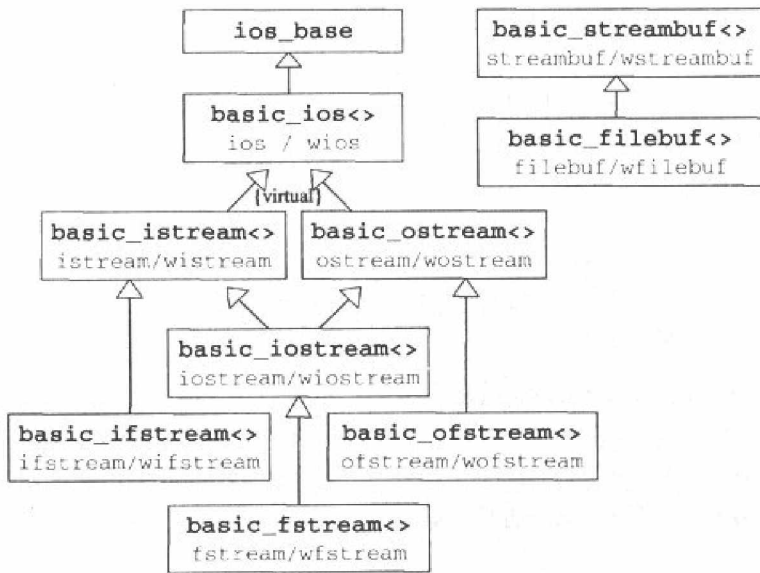 ios_base
basic_ios<>
ios / wios
{virtual}
basic_istream<>
istream/wistream
basic_ostream<>
ostream/wostream
basic_iostream<>
iostream/wiostream
basic_ifstream<>
ifstream/wifstream
basic_ofstream<>
ofstream/wofstream
basic_fstream<>
fstream/wfstream
basic_streambuf<>
streambuf/wstreambuf
basic_filebuf<>
filebuf/wfilebuf